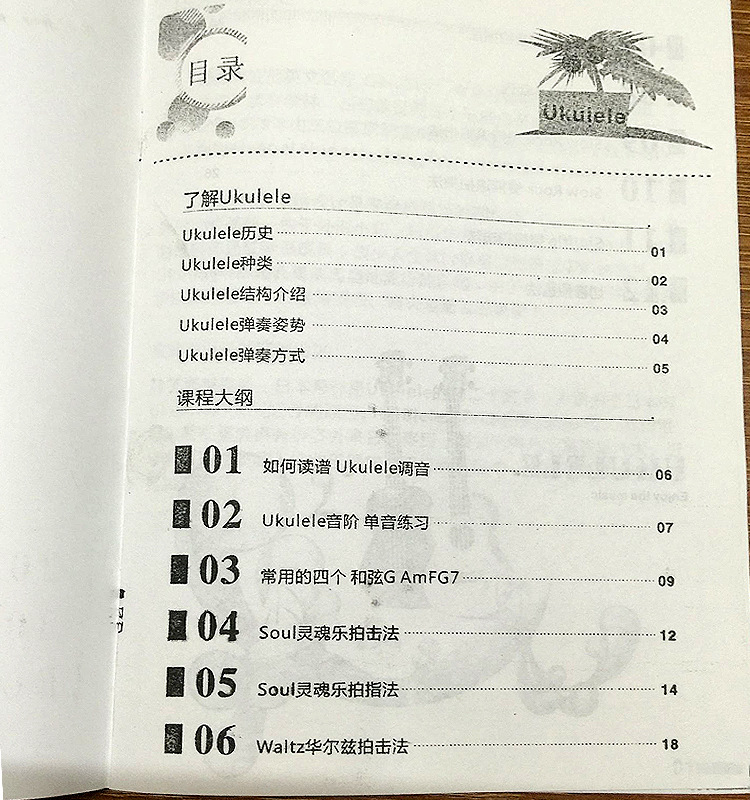 目录
Ukulele
了解Ukulele
Ukulele历史 01
Ukulele种类 02
Ukulele结构介绍 03
Ukulele弹奏姿势 04
Ukulele弹奏方式 05
课程大纲
01 如何读谱 Ukulele调音 06
02 Ukulele音阶 单音练习 07
03 常用的四个 和弦G AmFG7 09
04 Soul灵魂乐拍击法 12
05 Soul灵魂乐拍指法 14
06 Waltz华尔兹拍击法 18